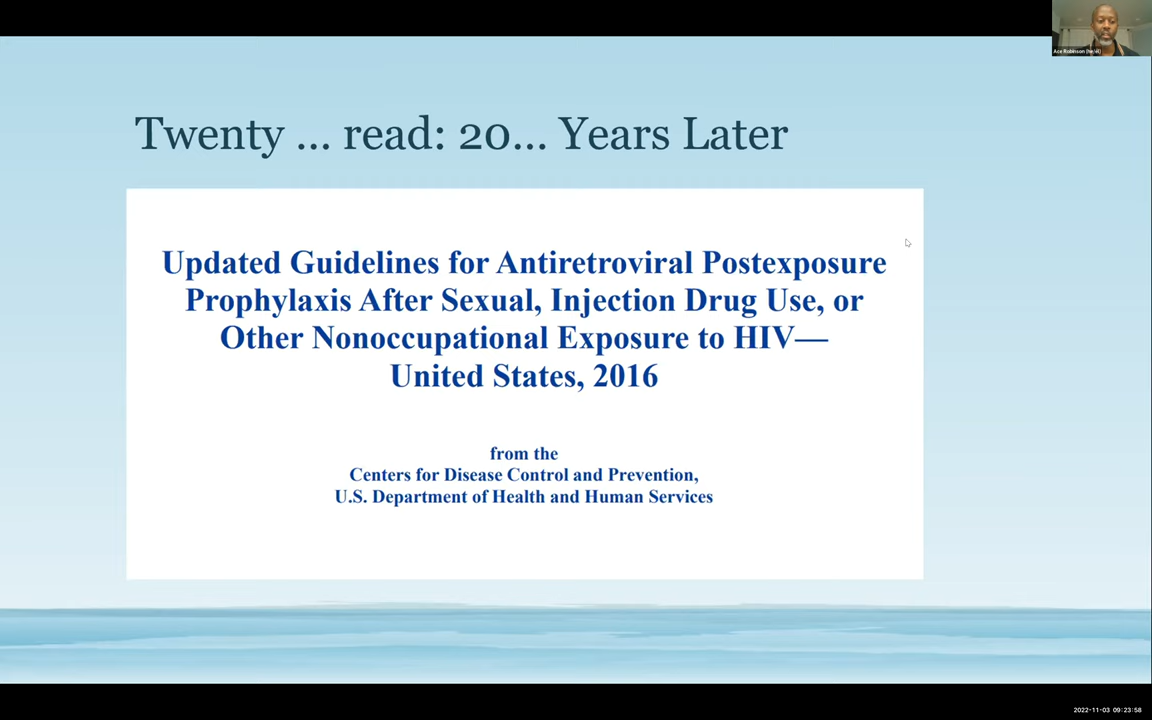 Ace Robinson (he/él)
Twenty ... read: 20... Years Later
Updated Guidelines for Antiretroviral Postexposure
Prophylaxis After Sexual, Injection Drug Use, or
Other Nonoccupational Exposure to HIV—
United States, 2016
from the
Centers for Disease Control and Prevention,
U.S. Department of Health and Human Services
2022-11-03 09:23:58